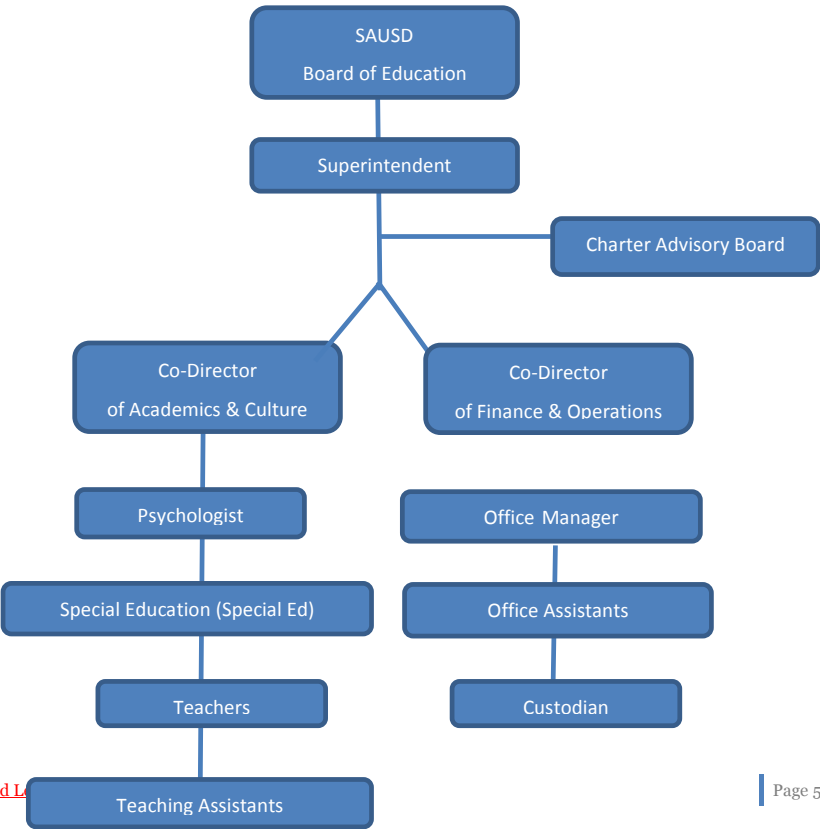 SAUSD
Board of Education
Superintendent
Charter Advisory Board
Co-Director
of Academics & Culture
Co-Director
of Finance & Operations
Psychologist
Office Manager
Special Education (Special Ed)
Office Assistants
Teachers
Custodian
Page 5
Teaching Assistants